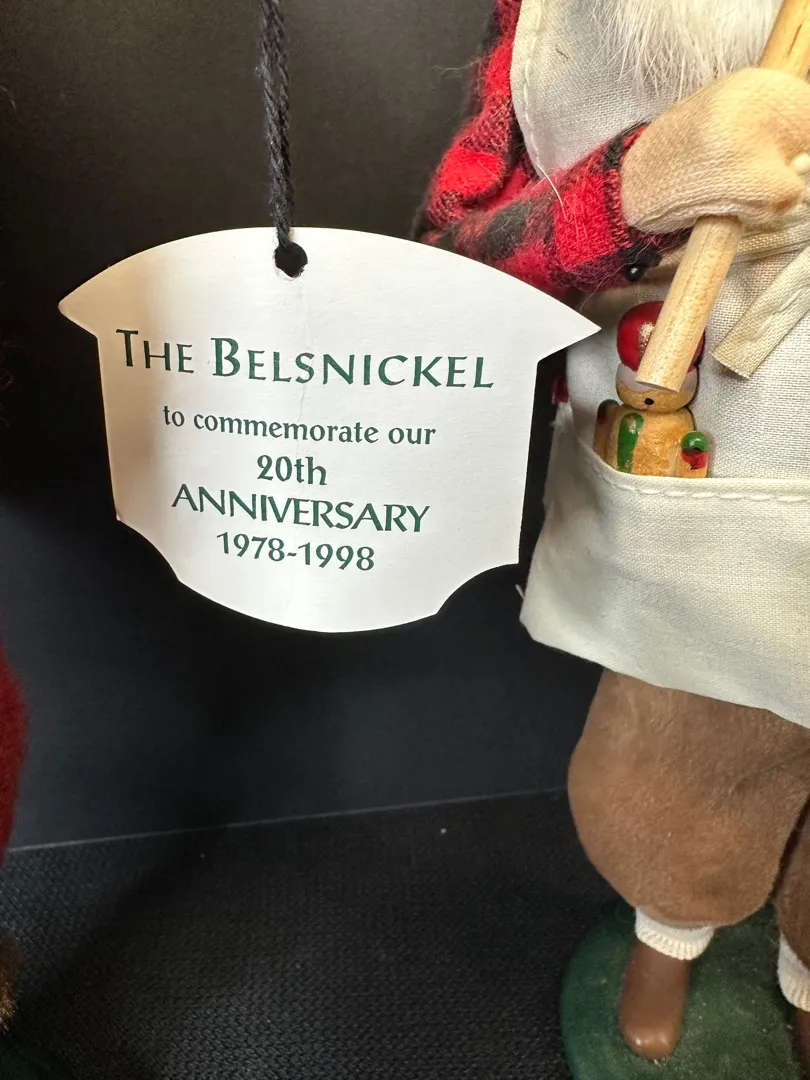 THE BELSNICKEL
to commemorate our
20th
ANNIVERSARY
1978-1998